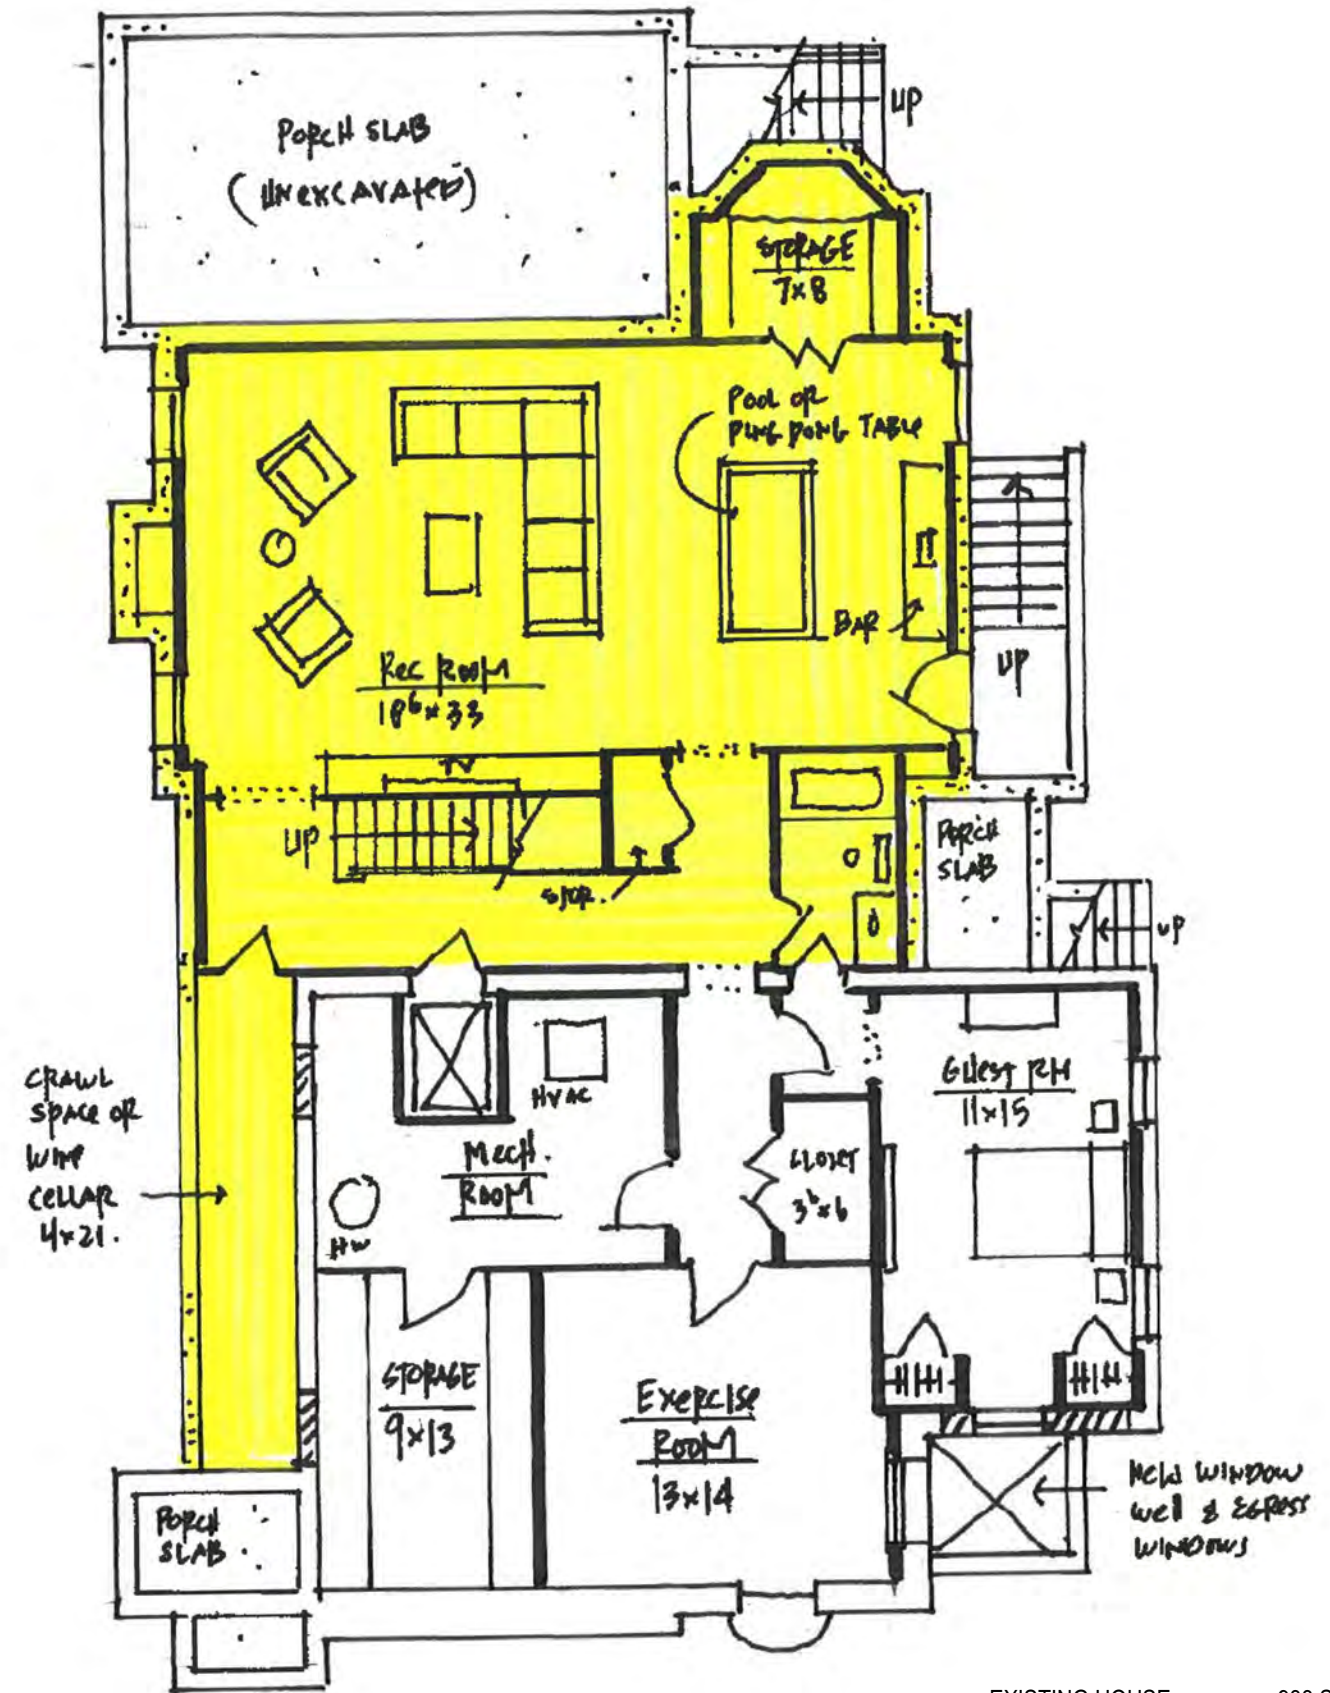 PORCH SLAB
(UNEXCAVATED)
UP
STORAGE
7x8
POOL OR
PING PONG TABLE
BAR
UP
REC ROOM
18⁶x33
TV
UP
STOR.
PORCH
SLAB
UP
CRAWL
SPACE OR
WINE
CELLAR
4x21.
HVAC
MECH.
ROOM
HW
GUEST RM
11x15
CLOSET
3⁶x6
STORAGE
9x13
EXERCISE
ROOM
13x14
PORCH
SLAB
NEW WINDOW
WELL & EGRESS
WINDOWS